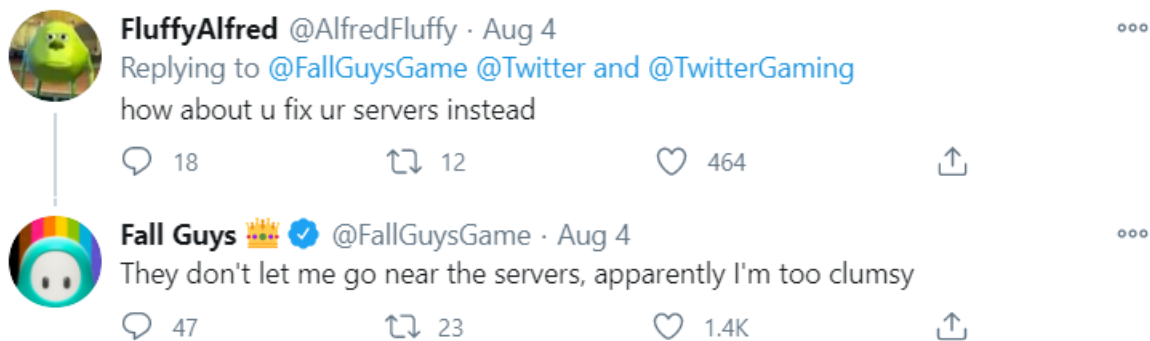 FluffyAlfred @AlfredFluffy · Aug 4
Replying to @FallGuysGame @Twitter and @TwitterGaming
how about u fix ur servers instead
18 12 464
Fall Guys 👑 @FallGuysGame · Aug 4
They don't let me go near the servers, apparently I'm too clumsy
47 23 1.4K